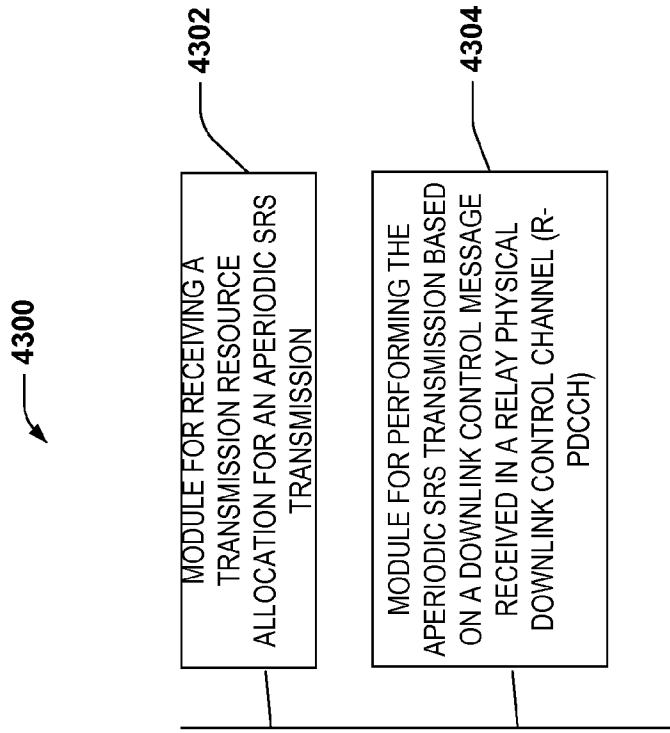 4300
MODULE FOR RECEIVING A
TRANSMISSION RESOURCE
ALLOCATION FOR AN APERIODIC SRS
TRANSMISSION
4302
MODULE FOR PERFORMING THE
APERIODIC SRS TRANSMISSION BASED
ON A DOWNLINK CONTROL MESSAGE
RECEIVED IN A RELAY PHYSICAL
DOWNLINK CONTROL CHANNEL (R-
PDCCH)
4304